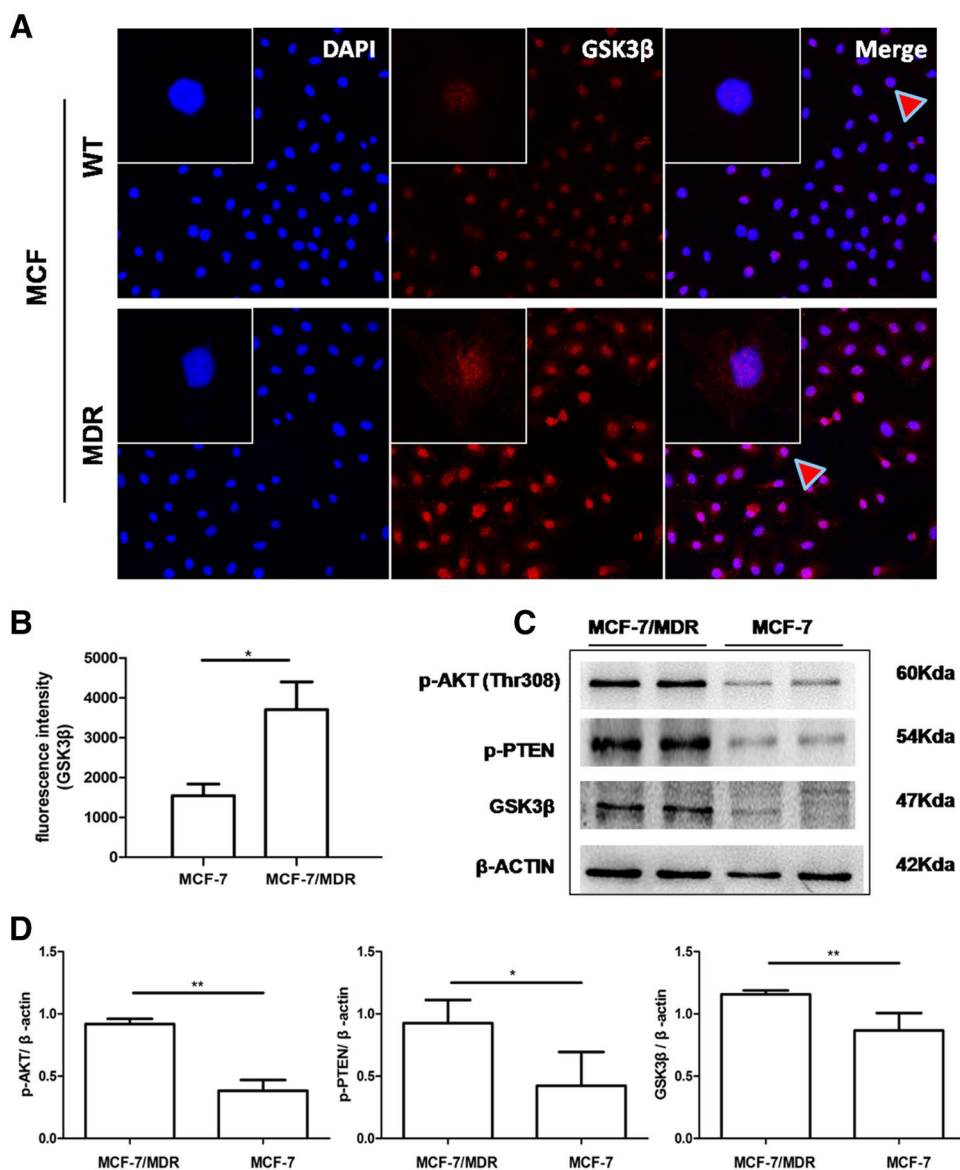 A
DAPI
GSK3β
Merge
MCF
WT
MDR
B
*
5000
4000
3000
2000
1000
0
fluorescence intensity
(GSK3β)
MCF-7
MCF-7/MDR
C
MCF-7/MDR
MCF-7
p-AKT (Thr308)
60Kda
p-PTEN
54Kda
GSK3β
47Kda
β-ACTIN
42Kda
D
1.5
1.0
0.5
0.0
p-AKT/ β -actin
**
MCF-7/MDR
MCF-7
1.5
1.0
0.5
0.0
p-PTEN/ β -actin
*
MCF-7/MDR
MCF-7
1.5
1.0
0.5
0.0
GSK3β / β -actin
**
MCF-7/MDR
MCF-7